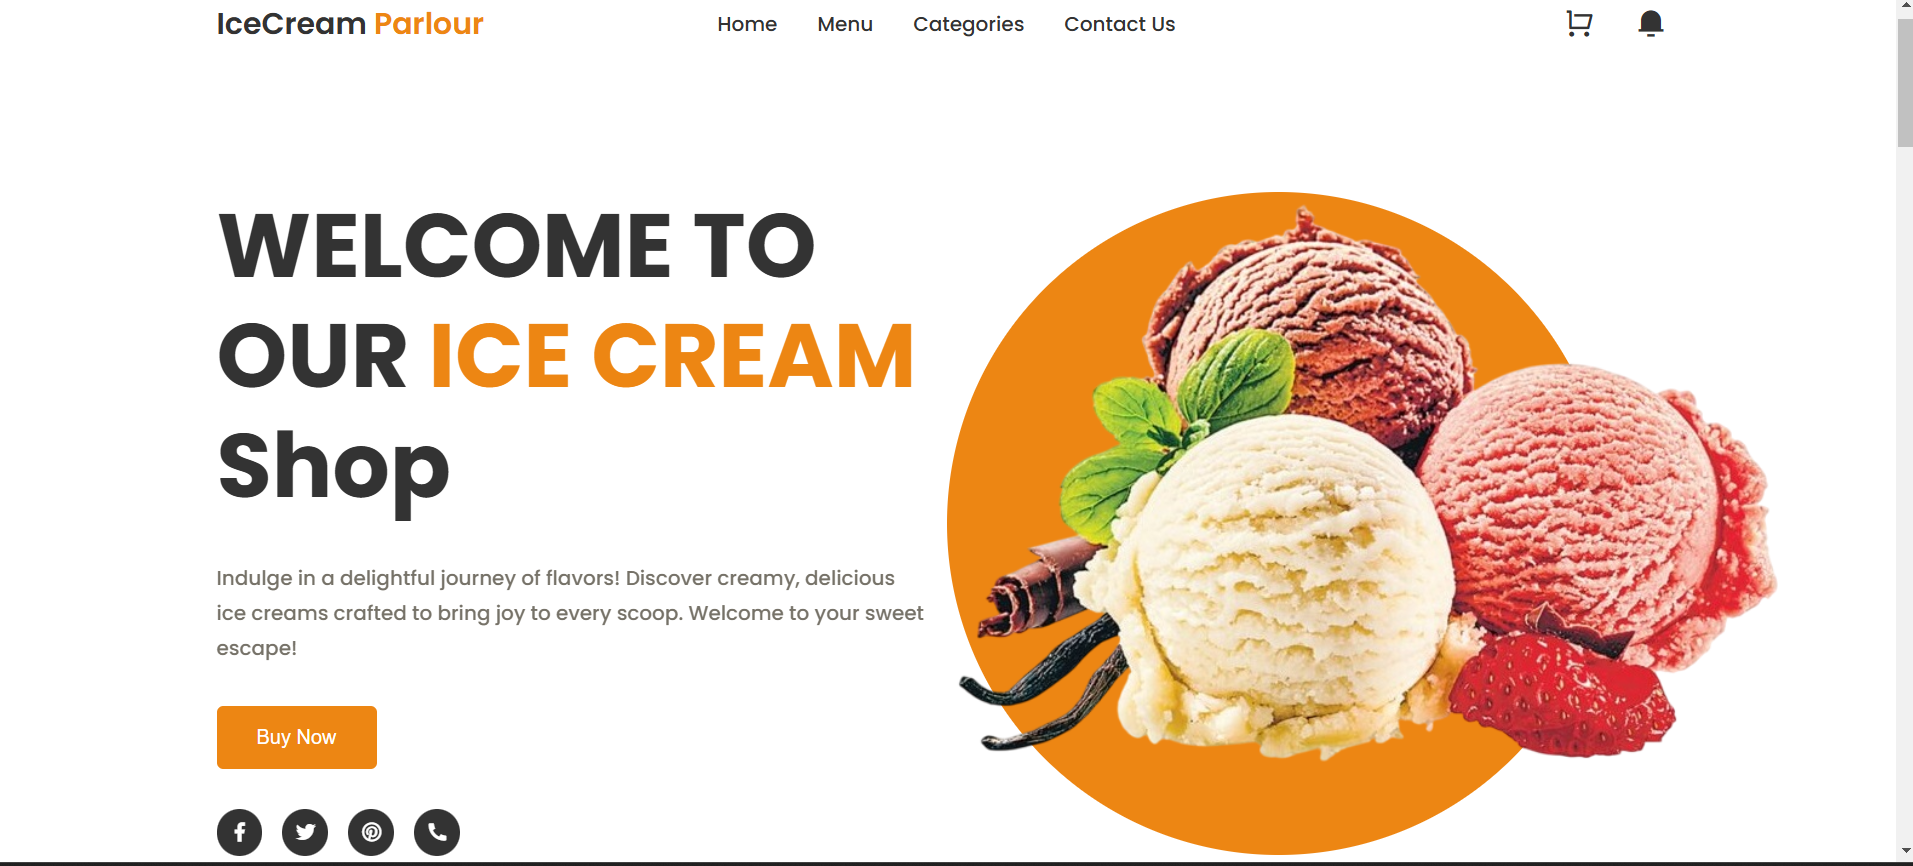 IceCream Parlour
Home
Menu
Categories
Contact Us
WELCOME TO
OUR ICE CREAM
Shop
Indulge in a delightful journey of flavors! Discover creamy, delicious
ice creams crafted to bring joy to every scoop. Welcome to your sweet
escape!
Buy Now